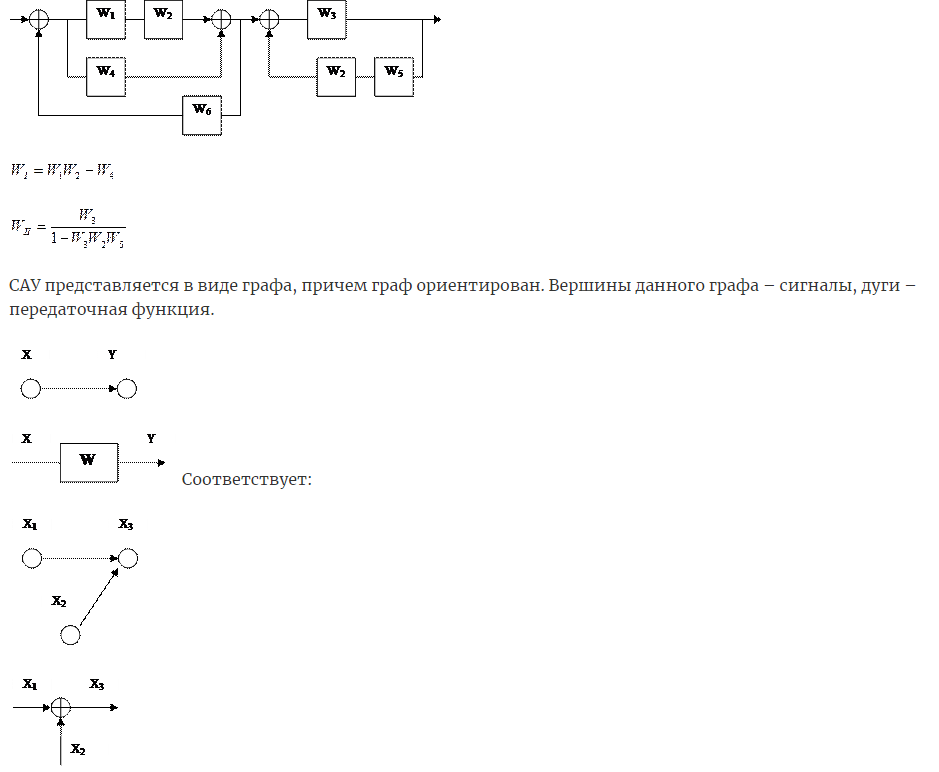 W₁ W₂ W₃
W₄ W₂ W₅
W₆
W_I = W₁W₂ − W₄
W_II = W₃ / (1 − W₃W₂W₅)
САУ представляется в виде графа, причем граф ориентирован. Вершины данного графа – сигналы, дуги –
передаточная функция.
X Y
X Y
W
Соответствует:
X₁ X₃
X₂
X₁ X₃
X₂